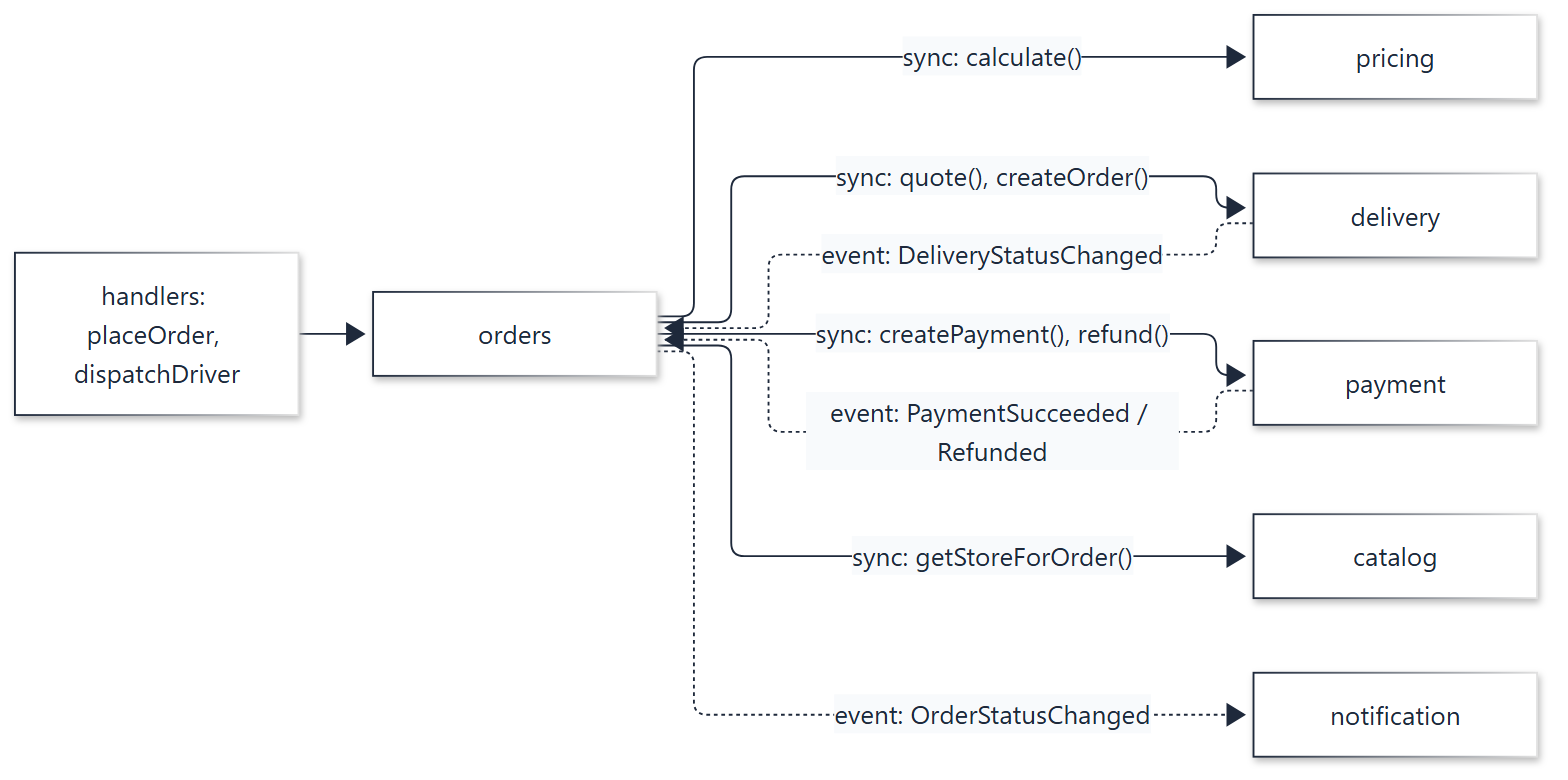 handlers:
placeOrder,
dispatchDriver
orders
sync: calculate()
pricing
sync: quote(), createOrder()
delivery
event: DeliveryStatusChanged
sync: createPayment(), refund()
payment
event: PaymentSucceeded /
Refunded
sync: getStoreForOrder()
catalog
event: OrderStatusChanged
notification